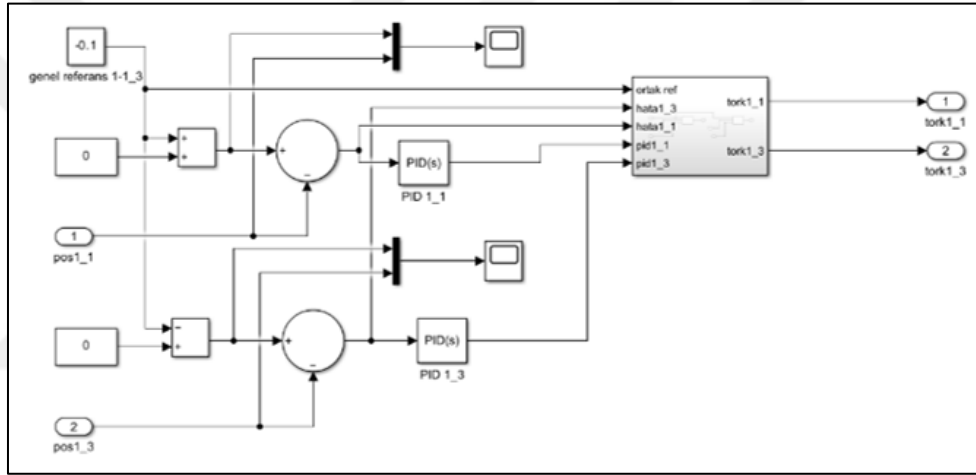 -0.1
genel referans 1-1_3
0
1
pos1_1
0
2
pos1_3
+
+
+
−
−
+
+
−
PID(s)
PID 1_1
PID(s)
PID 1_3
ortak ref
hata1_3
hata1_1
pid1_1
pid1_3
tork1_1
tork1_3
1
tork1_1
2
tork1_3